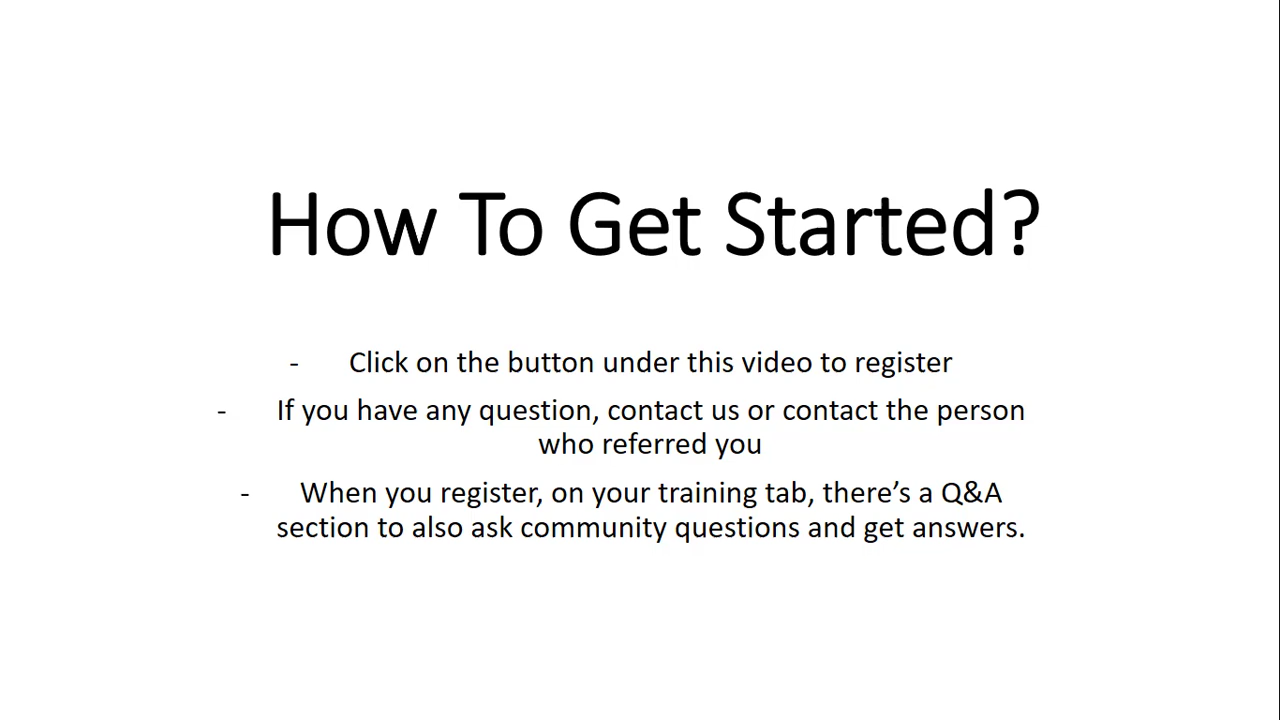 How To Get Started?
- Click on the button under this video to register
- If you have any question, contact us or contact the person
who referred you
- When you register, on your training tab, there’s a Q&A
section to also ask community questions and get answers.